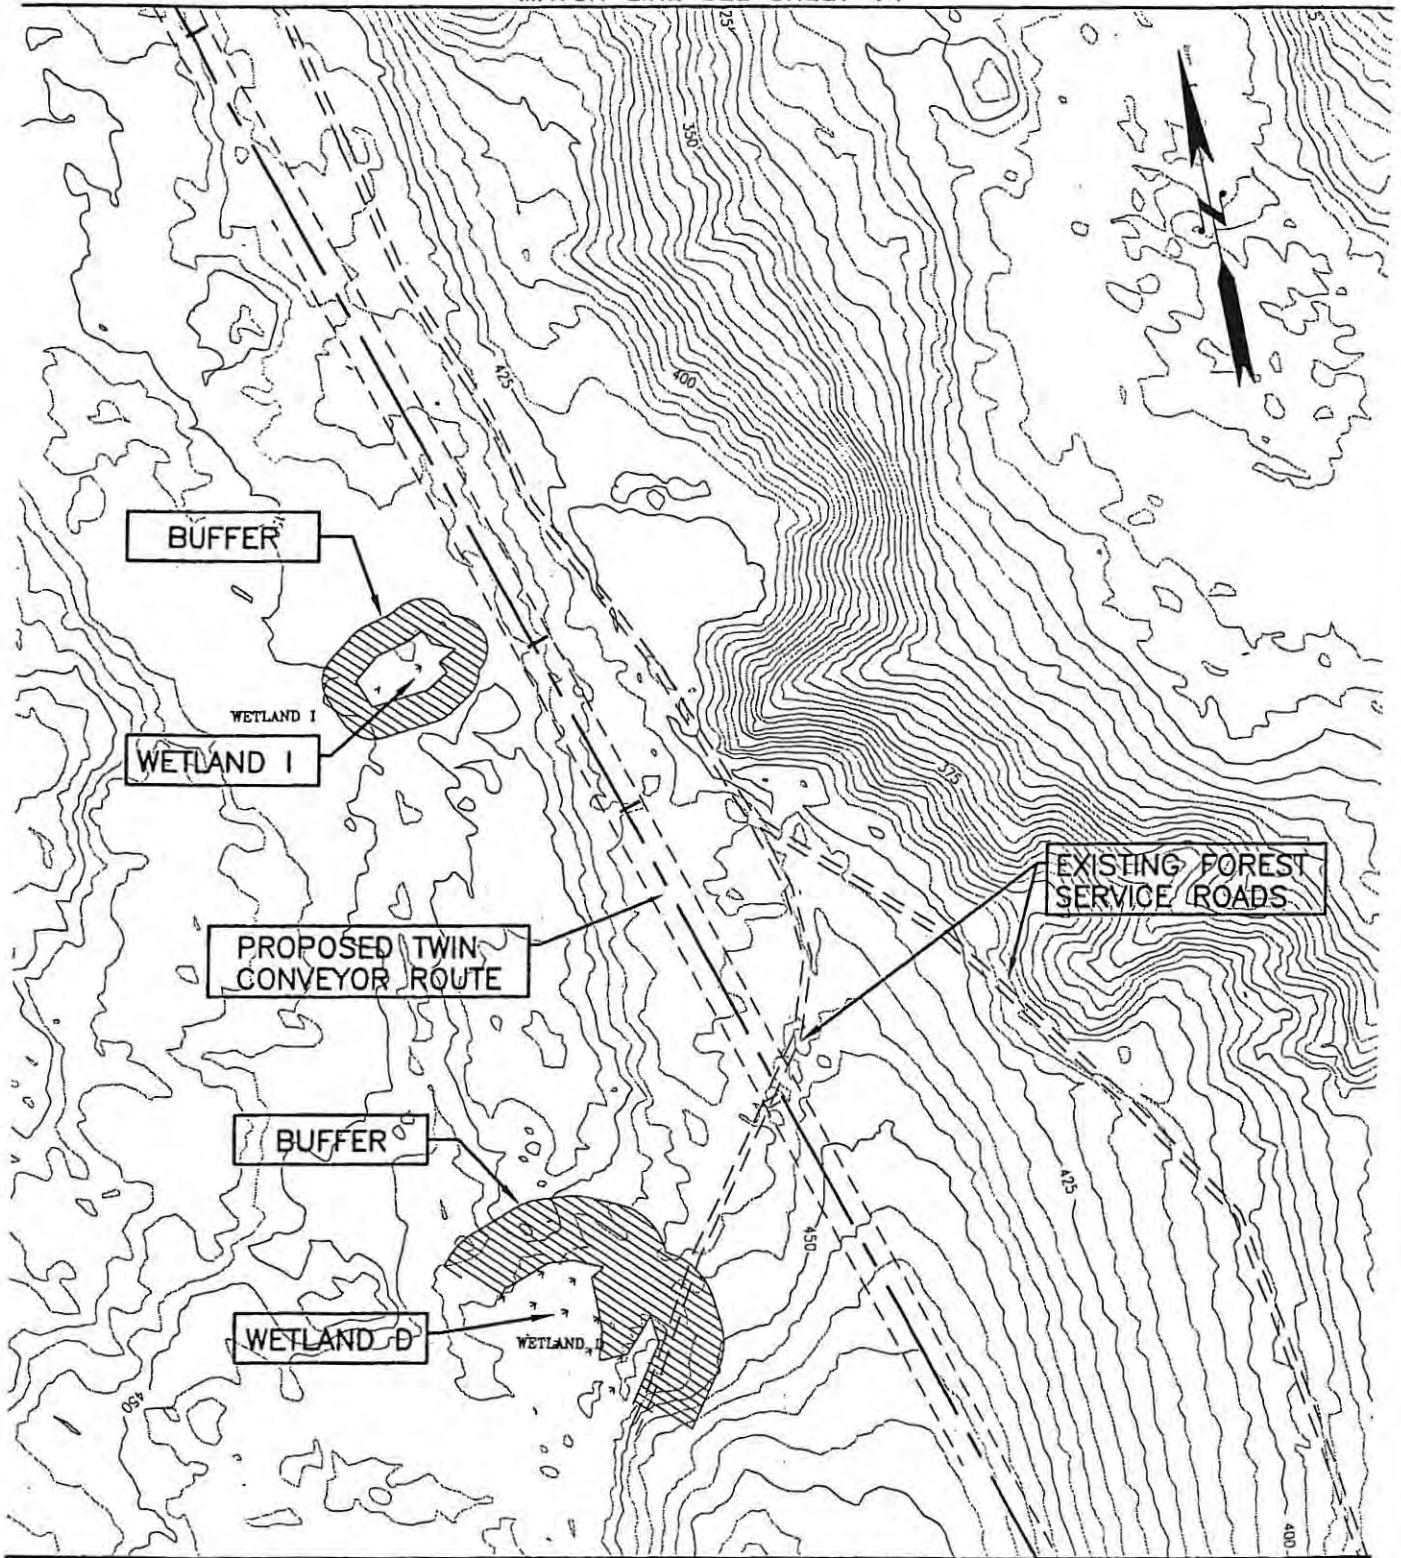 325
350
400
425
BUFFER
WETLAND I
WETLAND I
375
EXISTING FOREST
SERVICE ROADS
PROPOSED TWIN
CONVEYOR ROUTE
BUFFER
425
450
WETLAND D
WETLAND
450
400
N